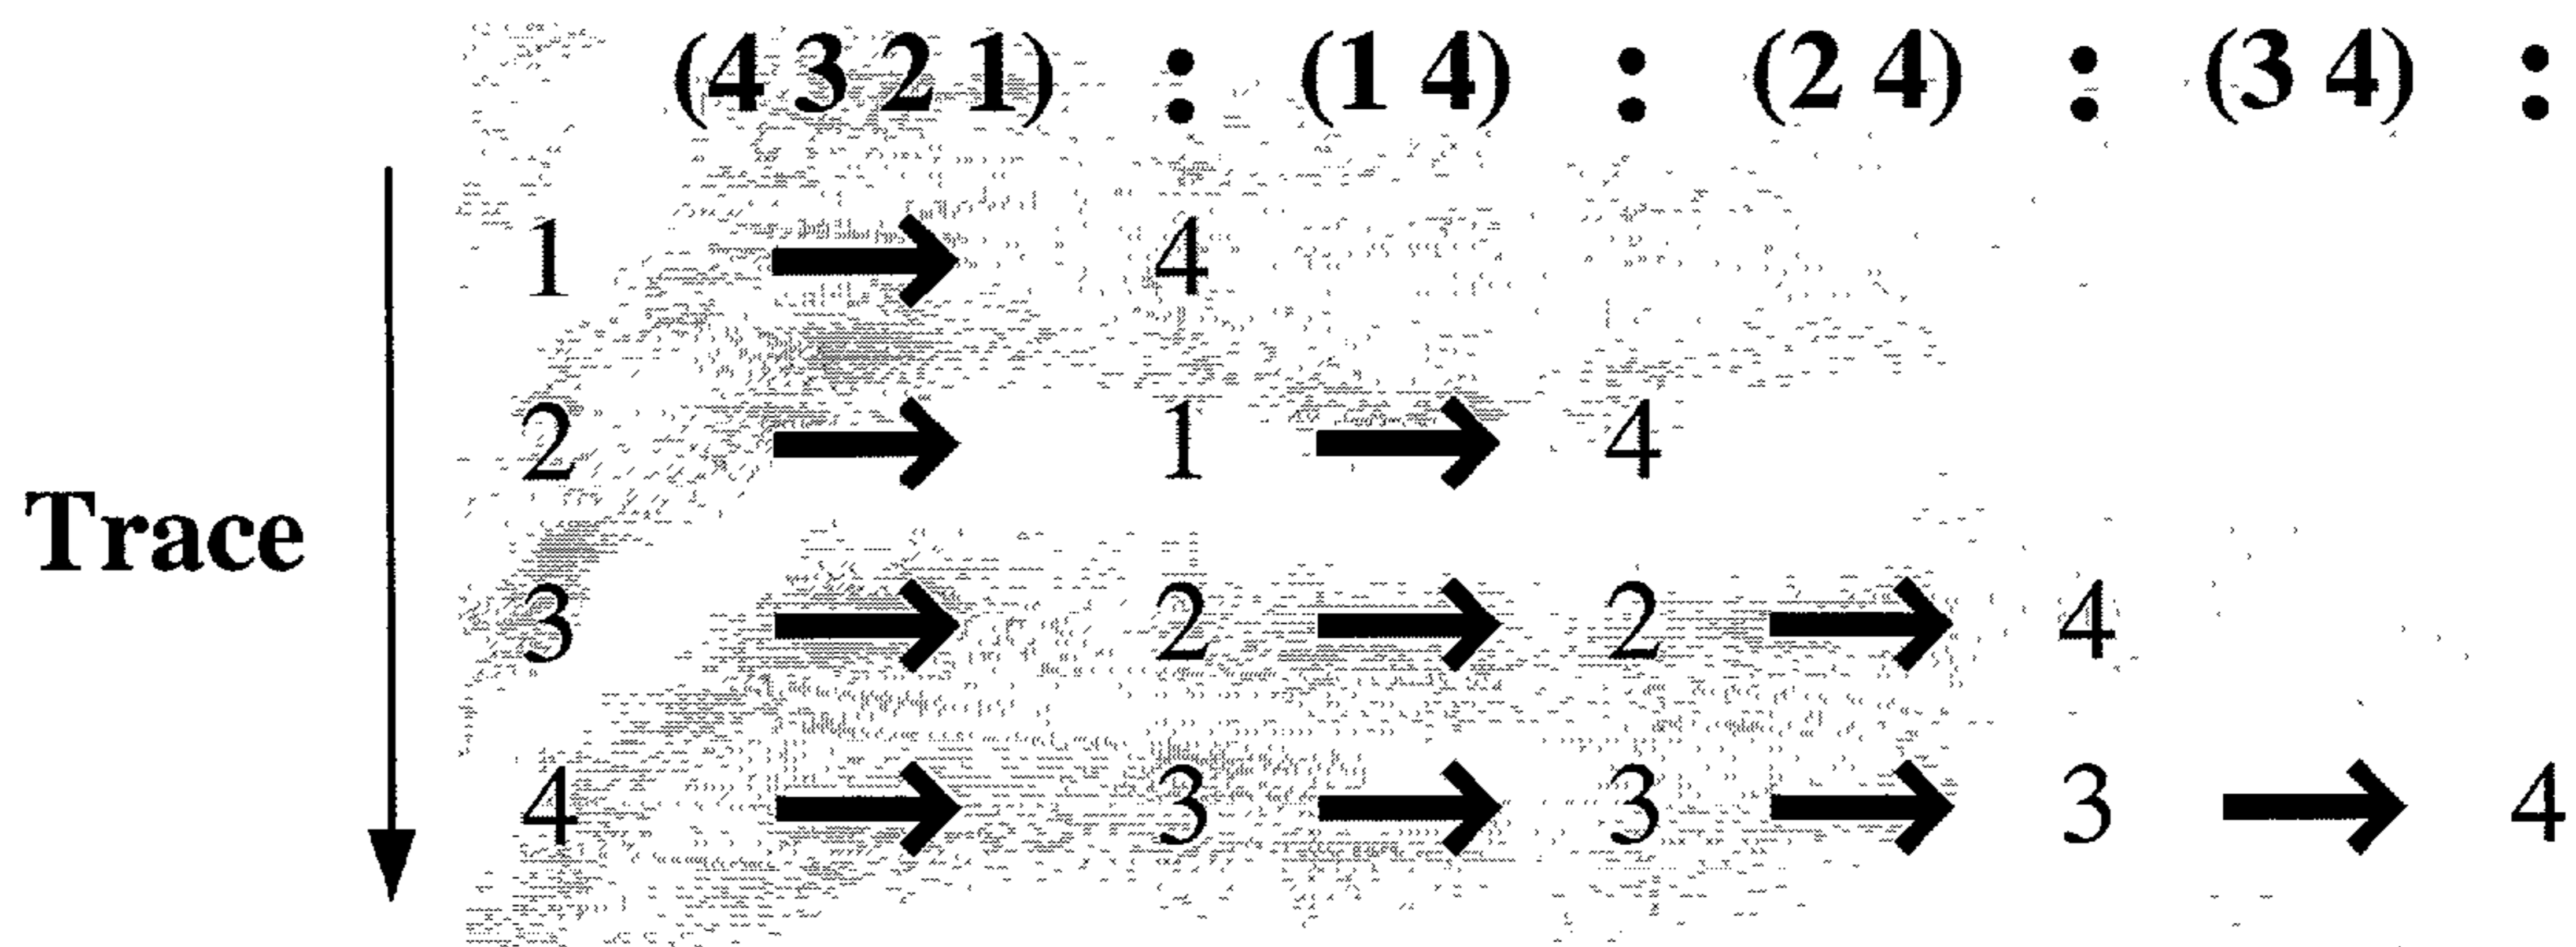 (4 3 2 1) : (1 4) : (2 4) : (3 4) :
1 → 4
2 → 1 → 4
Trace
3 → 2 → 2 → 4
4 → 3 → 3 → 3 → 4